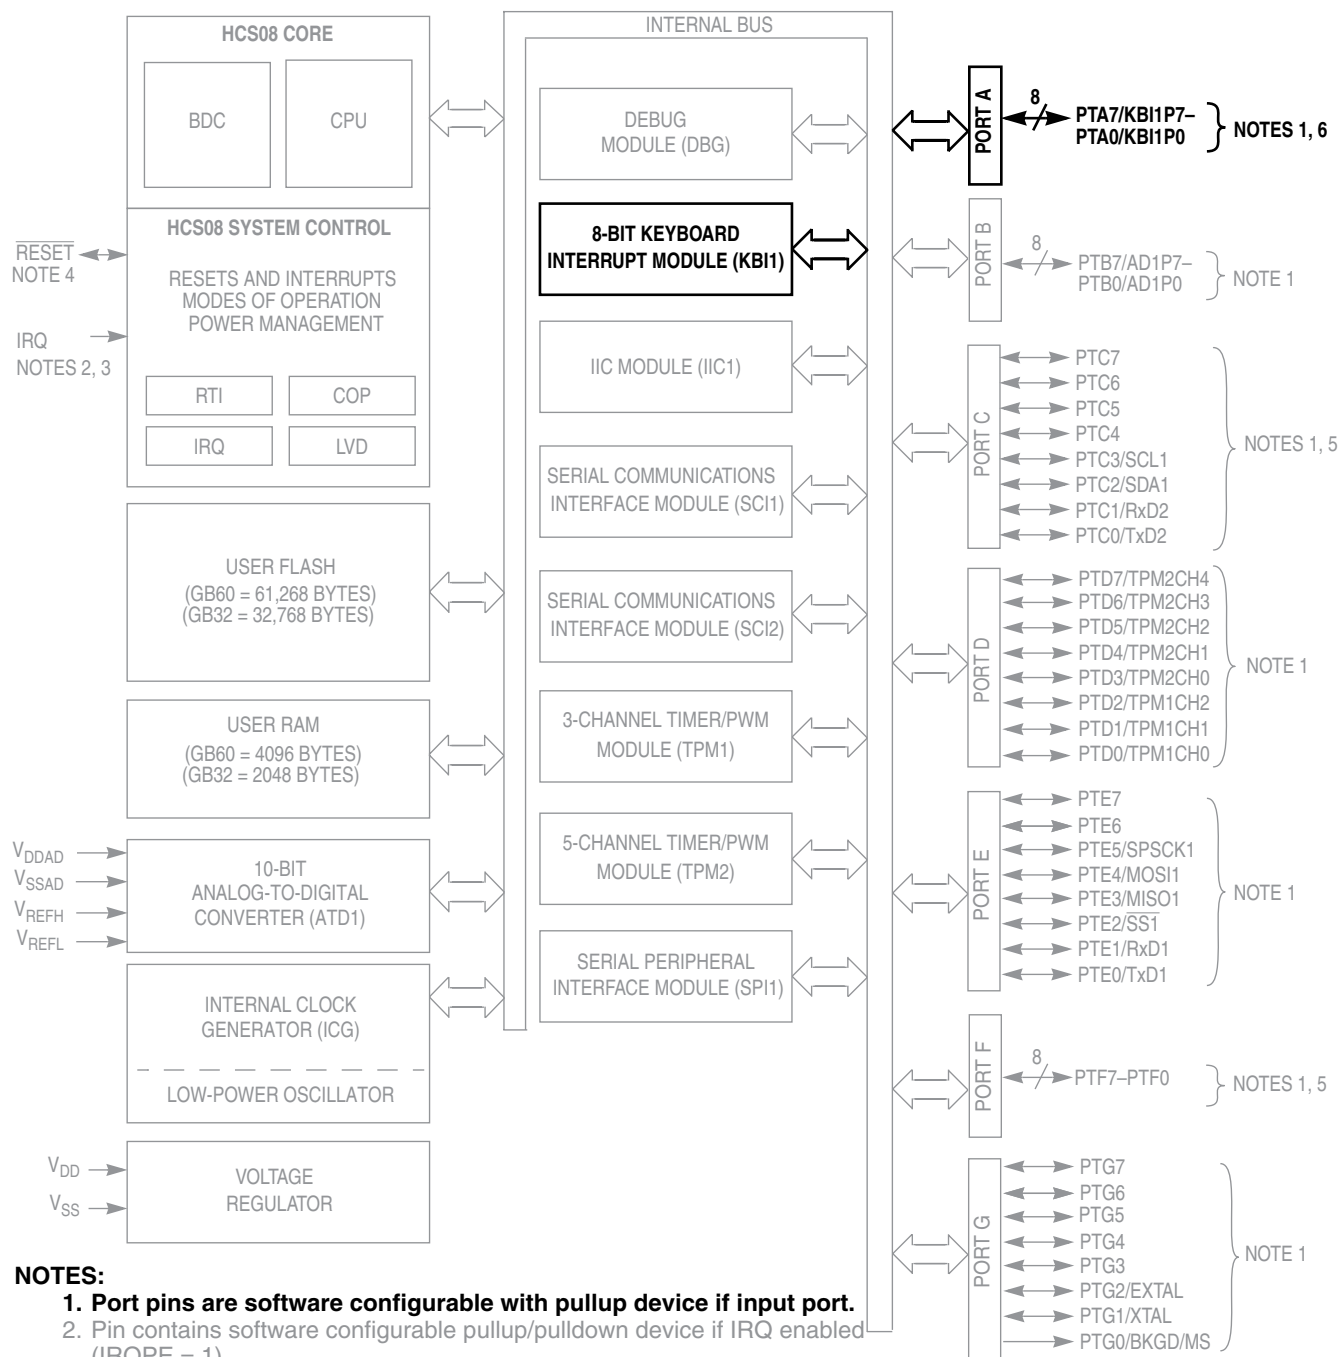 INTERNAL BUS
HCS08 CORE
BDC
CPU
HCS08 SYSTEM CONTROL
RESETS AND INTERRUPTS
MODES OF OPERATION
POWER MANAGEMENT
RTI
COP
IRQ
LVD
RESET
NOTE 4
IRQ
NOTES 2, 3
USER FLASH
(GB60 = 61,268 BYTES)
(GB32 = 32,768 BYTES)
USER RAM
(GB60 = 4096 BYTES)
(GB32 = 2048 BYTES)
VDDAD
VSSAD
VREFH
VREFL
10-BIT
ANALOG-TO-DIGITAL
CONVERTER (ATD1)
INTERNAL CLOCK
GENERATOR (ICG)
LOW-POWER OSCILLATOR
VDD
VSS
VOLTAGE
REGULATOR
DEBUG
MODULE (DBG)
8-BIT KEYBOARD
INTERRUPT MODULE (KBI1)
IIC MODULE (IIC1)
SERIAL COMMUNICATIONS
INTERFACE MODULE (SCI1)
SERIAL COMMUNICATIONS
INTERFACE MODULE (SCI2)
3-CHANNEL TIMER/PWM
MODULE (TPM1)
5-CHANNEL TIMER/PWM
MODULE (TPM2)
SERIAL PERIPHERAL
INTERFACE MODULE (SPI1)
PORT A
8
PTA7/KBI1P7–
PTA0/KBI1P0
NOTES 1, 6
PORT B
8
PTB7/AD1P7–
PTB0/AD1P0
NOTE 1
PORT C
PTC7
PTC6
PTC5
PTC4
PTC3/SCL1
PTC2/SDA1
PTC1/RxD2
PTC0/TxD2
NOTES 1, 5
PORT D
PTD7/TPM2CH4
PTD6/TPM2CH3
PTD5/TPM2CH2
PTD4/TPM2CH1
PTD3/TPM2CH0
PTD2/TPM1CH2
PTD1/TPM1CH1
PTD0/TPM1CH0
NOTE 1
PORT E
PTE7
PTE6
PTE5/SPSCK1
PTE4/MOSI1
PTE3/MISO1
PTE2/SS1
PTE1/RxD1
PTE0/TxD1
NOTE 1
PORT F
8
PTF7–PTF0
NOTES 1, 5
PORT G
PTG7
PTG6
PTG5
PTG4
PTG3
PTG2/EXTAL
PTG1/XTAL
PTG0/BKGD/MS
NOTE 1
NOTES:
1. Port pins are software configurable with pullup device if input port.
2. Pin contains software configurable pullup/pulldown device if IRQ enabled
(IRQPE = 1)